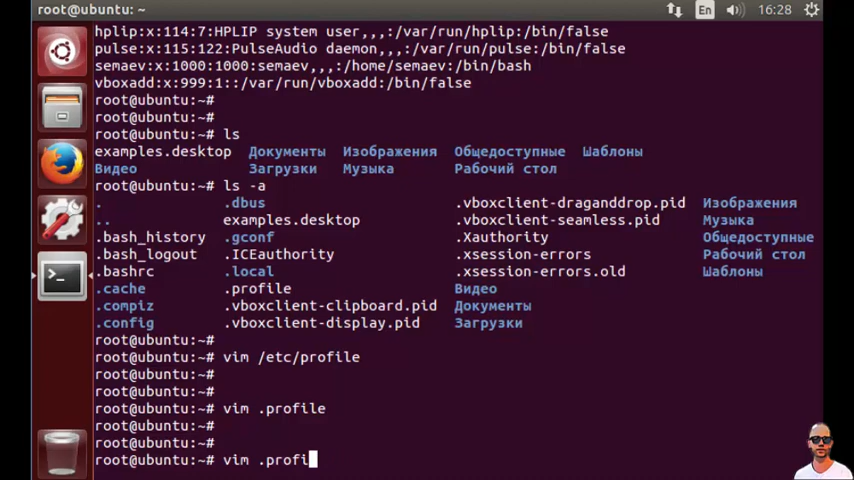 root@ubuntu: ~ En 16:28
hplip:x:114:7:HPLIP system user,,,:/var/run/hplip:/bin/false
pulse:x:115:122:PulseAudio daemon,,,:/var/run/pulse:/bin/false
semaev:x:1000:1000:semaev,,,:/home/semaev:/bin/bash
vboxadd:x:999:1::/var/run/vboxadd:/bin/false
root@ubuntu:~#
root@ubuntu:~#
root@ubuntu:~# ls
examples.desktop Документы Изображения Общедоступные Шаблоны
Видео Загрузки Музыка Рабочий стол
root@ubuntu:~# ls -a
. .dbus .vboxclient-draganddrop.pid Изображения
.. examples.desktop .vboxclient-seamless.pid Музыка
.bash_history .gconf .Xauthority Общедоступные
.bash_logout .ICEauthority .xsession-errors Рабочий стол
.bashrc .local .xsession-errors.old Шаблоны
.cache .profile Видео
.compiz .vboxclient-clipboard.pid Документы
.config .vboxclient-display.pid Загрузки
root@ubuntu:~#
root@ubuntu:~# vim /etc/profile
root@ubuntu:~#
root@ubuntu:~#
root@ubuntu:~# vim .profile
root@ubuntu:~#
root@ubuntu:~#
root@ubuntu:~# vim .profi